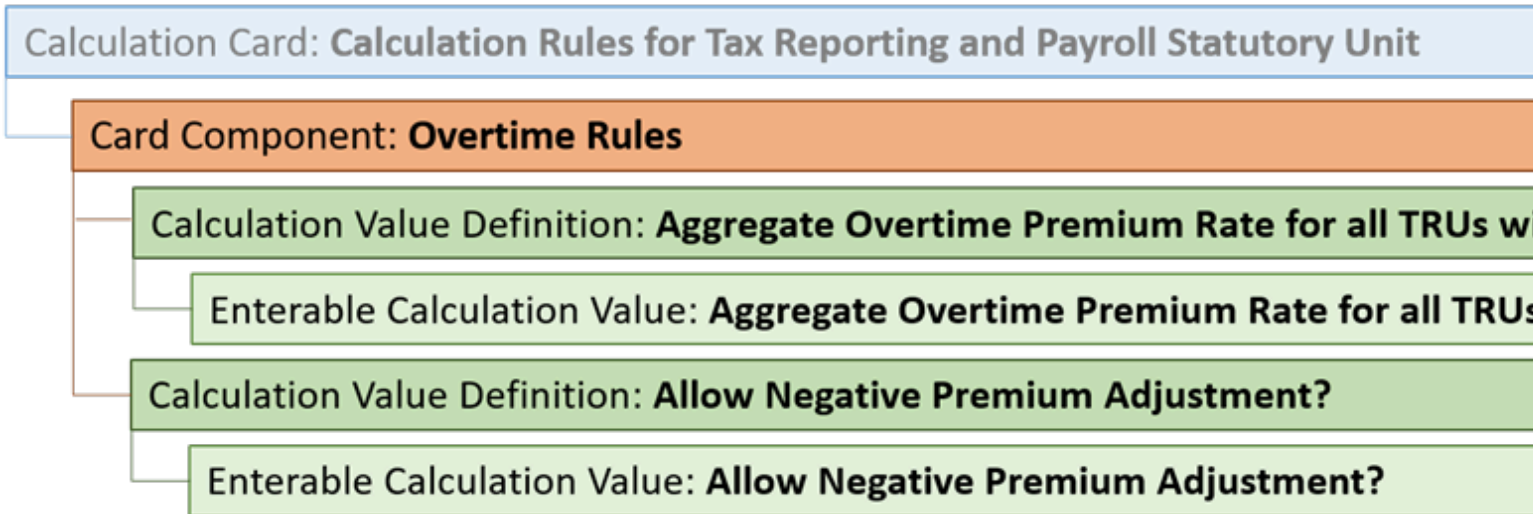 Calculation Card: Calculation Rules for Tax Reporting and Payroll Statutory Unit
Card Component: Overtime Rules
Calculation Value Definition: Aggregate Overtime Premium Rate for all TRUs
Enterable Calculation Value: Aggregate Overtime Premium Rate for all TRUs
Calculation Value Definition: Allow Negative Premium Adjustment?
Enterable Calculation Value: Allow Negative Premium Adjustment?